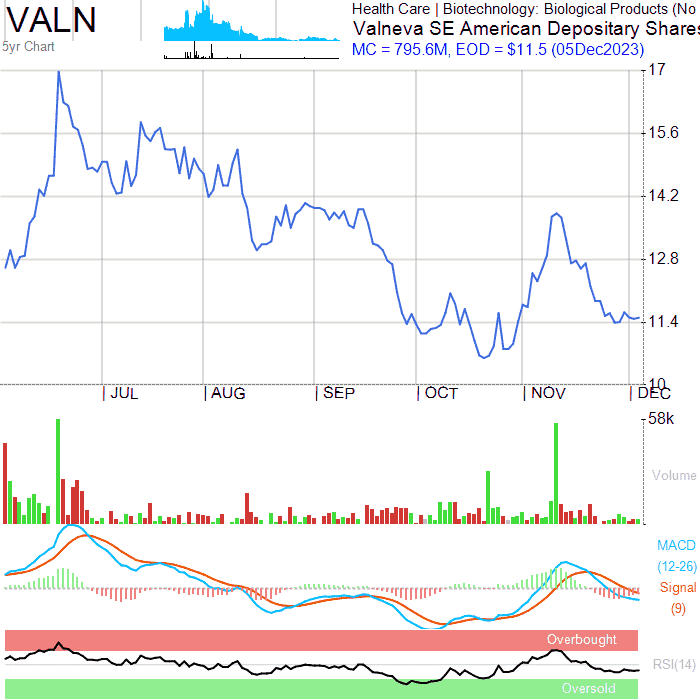 VALN
5yr Chart
Health Care | Biotechnology: Biological Products (No
Valneva SE American Depositary Shares
MC = 795.6M, EOD = $11.5 (05Dec2023)
17
15.6
14.2
12.8
11.4
10
JUL
AUG
SEP
OCT
NOV
DEC
58k
Volume
MACD
(12-26)
Signal
(9)
Overbought
RSI(14)
Oversold